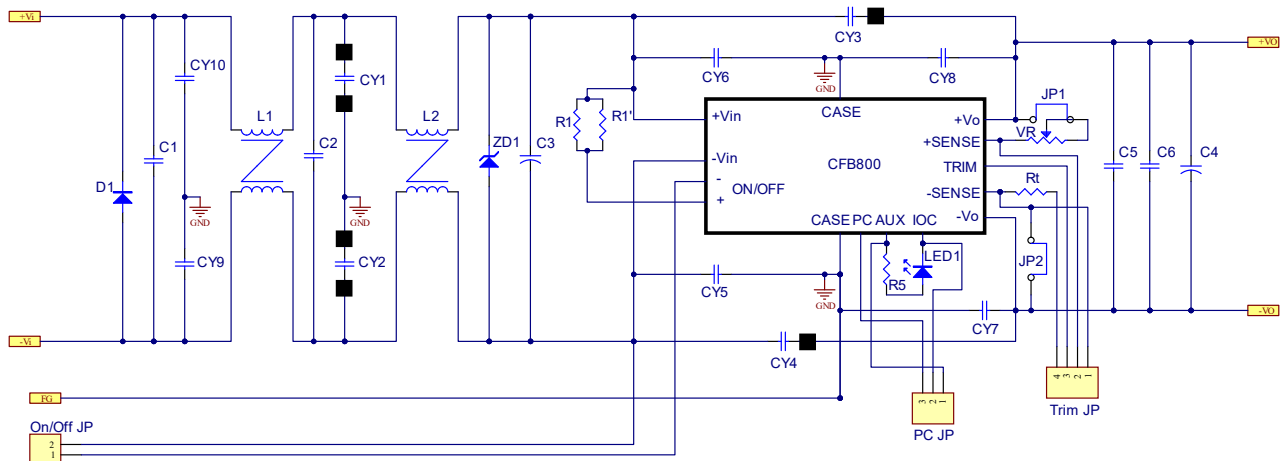 +Vi
CY3
+VO
CY10
CY1
CY6
GND
CY8
L1
L2
R1
R1'
CASE
JP1
+Vin
+Vo
VR
C1
C2
ZD1
C3
+SENSE
-Vin
CFB800
C5
C6
C4
-
TRIM
D1
ON/OFF
-SENSE
Rt
+
GND
GND
-Vo
CASE
PC
AUX
IOC
CY9
CY2
LED1
JP2
CY5
R5
GND
-VO
CY7
-Vi
CY4
4
3
2
1
FG
3
2
1
Trim JP
On/Off JP
PC JP
2
1